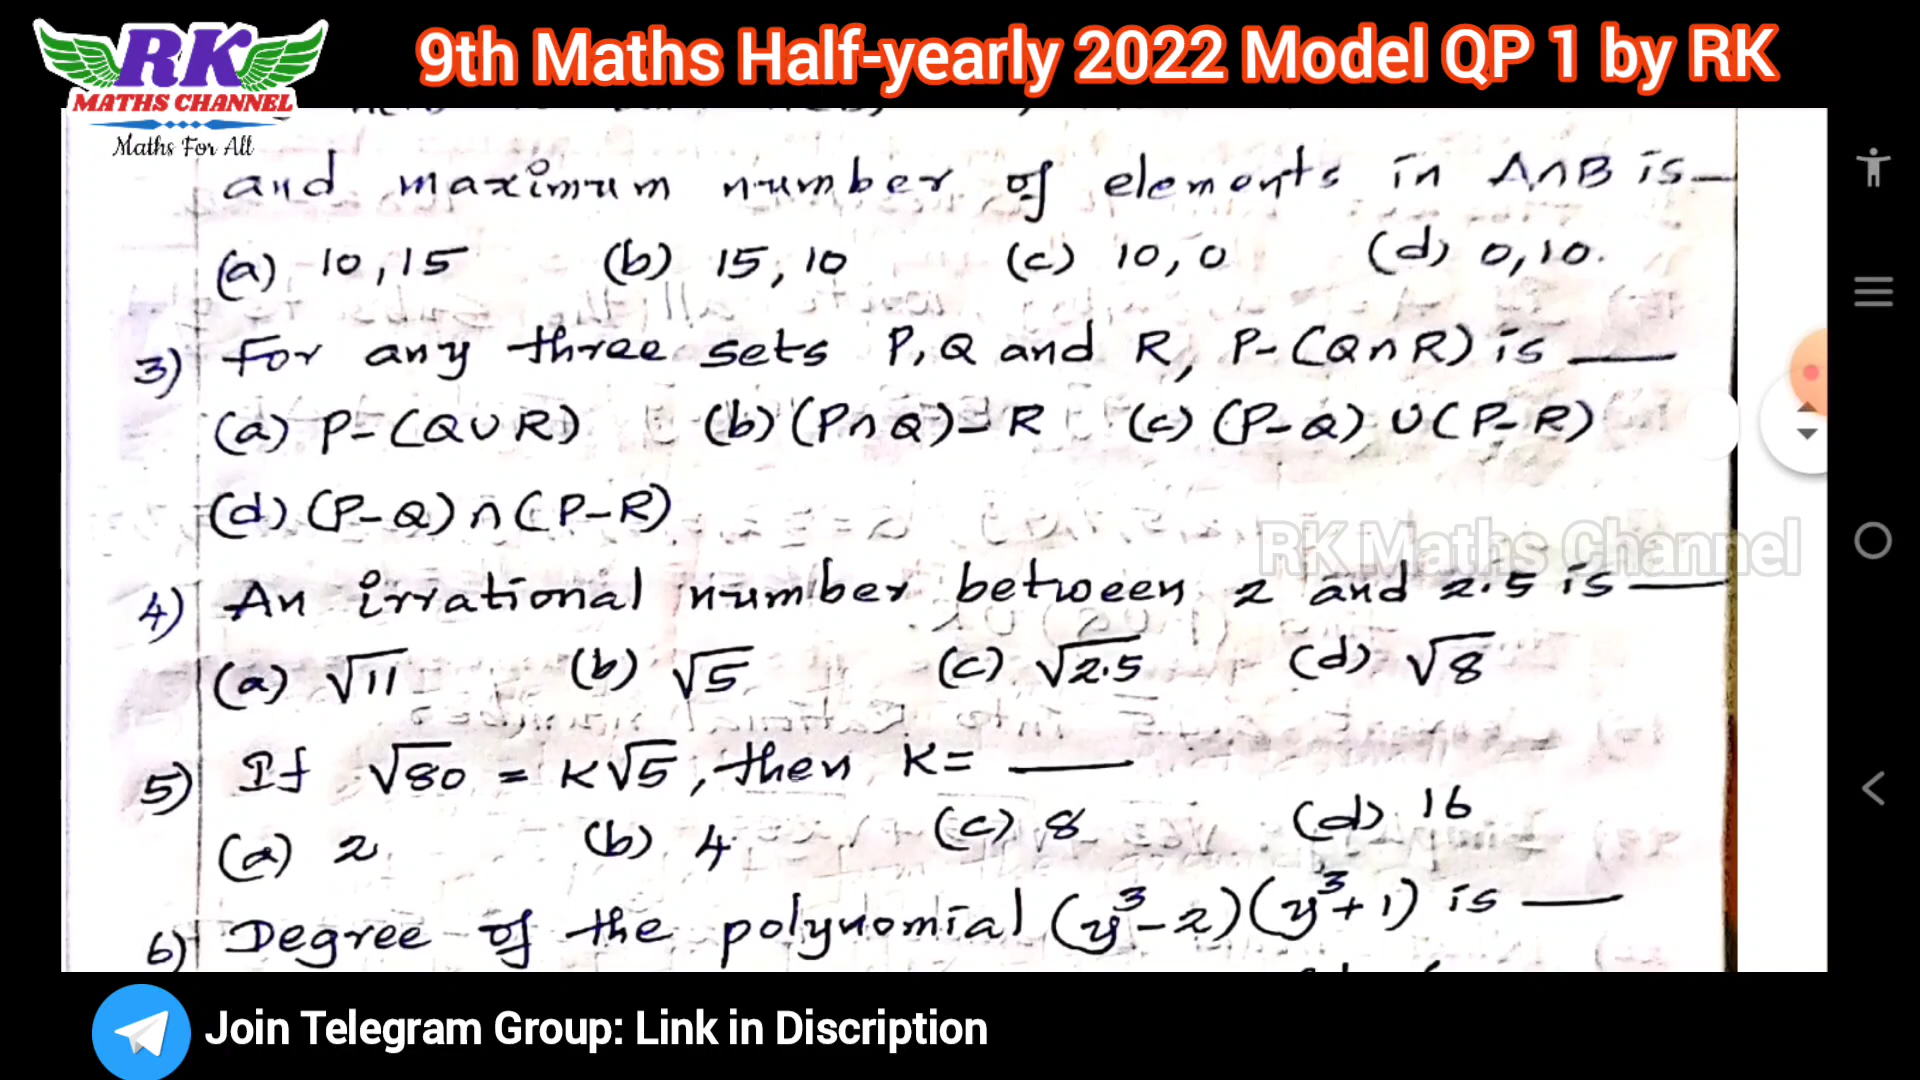 RK
MATHS CHANNEL
Maths For All
9th Maths Half-yearly 2022 Model QP 1 by RK
and maximum number of elements in A∩B is —
(a) 10,15 (b) 15, 10 (c) 10, 0 (d) 0,10.
3) For any three sets P, Q and R, P-(Q∩R) is ___
(a) P-(Q∪R) (b) (P∩Q)-R (c) (P-Q) ∪ (P-R)
(d) (P-Q)∩(P-R)
RK Maths Channel
4) An irrational number between 2 and 2.5 is —
(a) √11 (b) √5 (c) √2.5 (d) √8
5) If √80 = K√5, then K= ___
(a) 2 (b) 4 (c) 8 (d) 16
6) Degree of the polynomial (y³-2)(y³+1) is ___
Join Telegram Group: Link in Discription